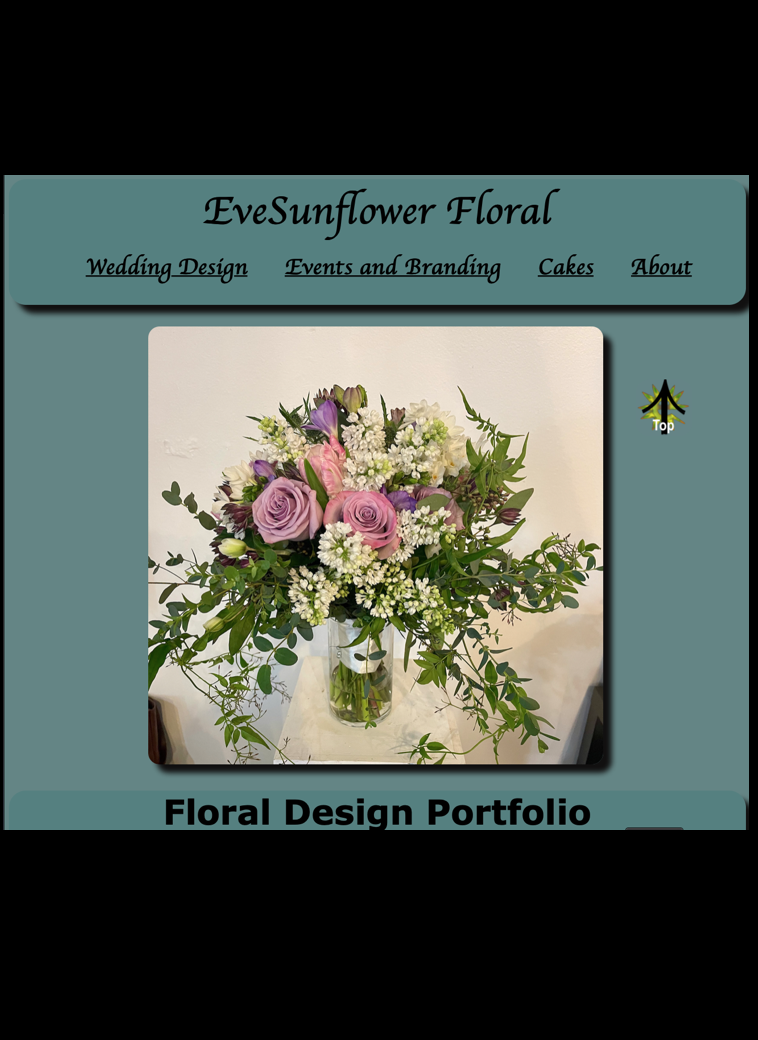 EveSunflower Floral
Wedding Design Events and Branding Cakes About
Top
Floral Design Portfolio